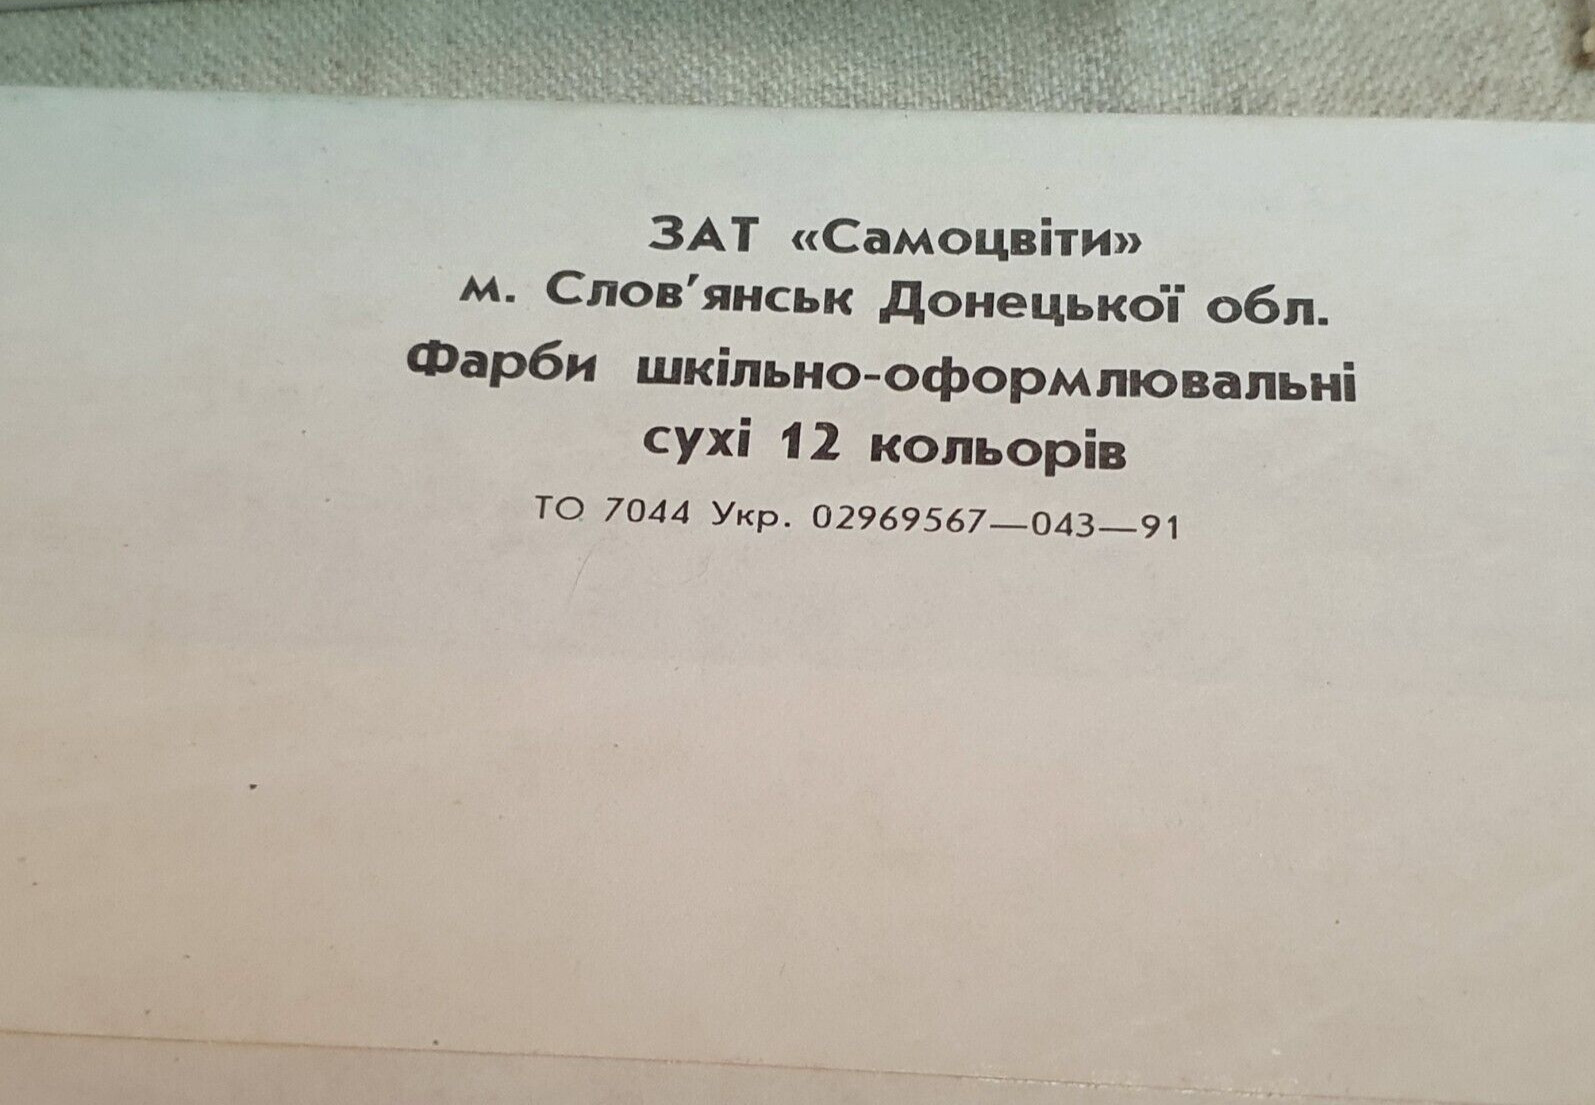 ЗАТ «Самоцвіти»
м. Слов'янськ Донецької обл.
Фарби шкільно-оформлювальні
сухі 12 кольорів
ТО 7044 Укр. 02969567—043—91